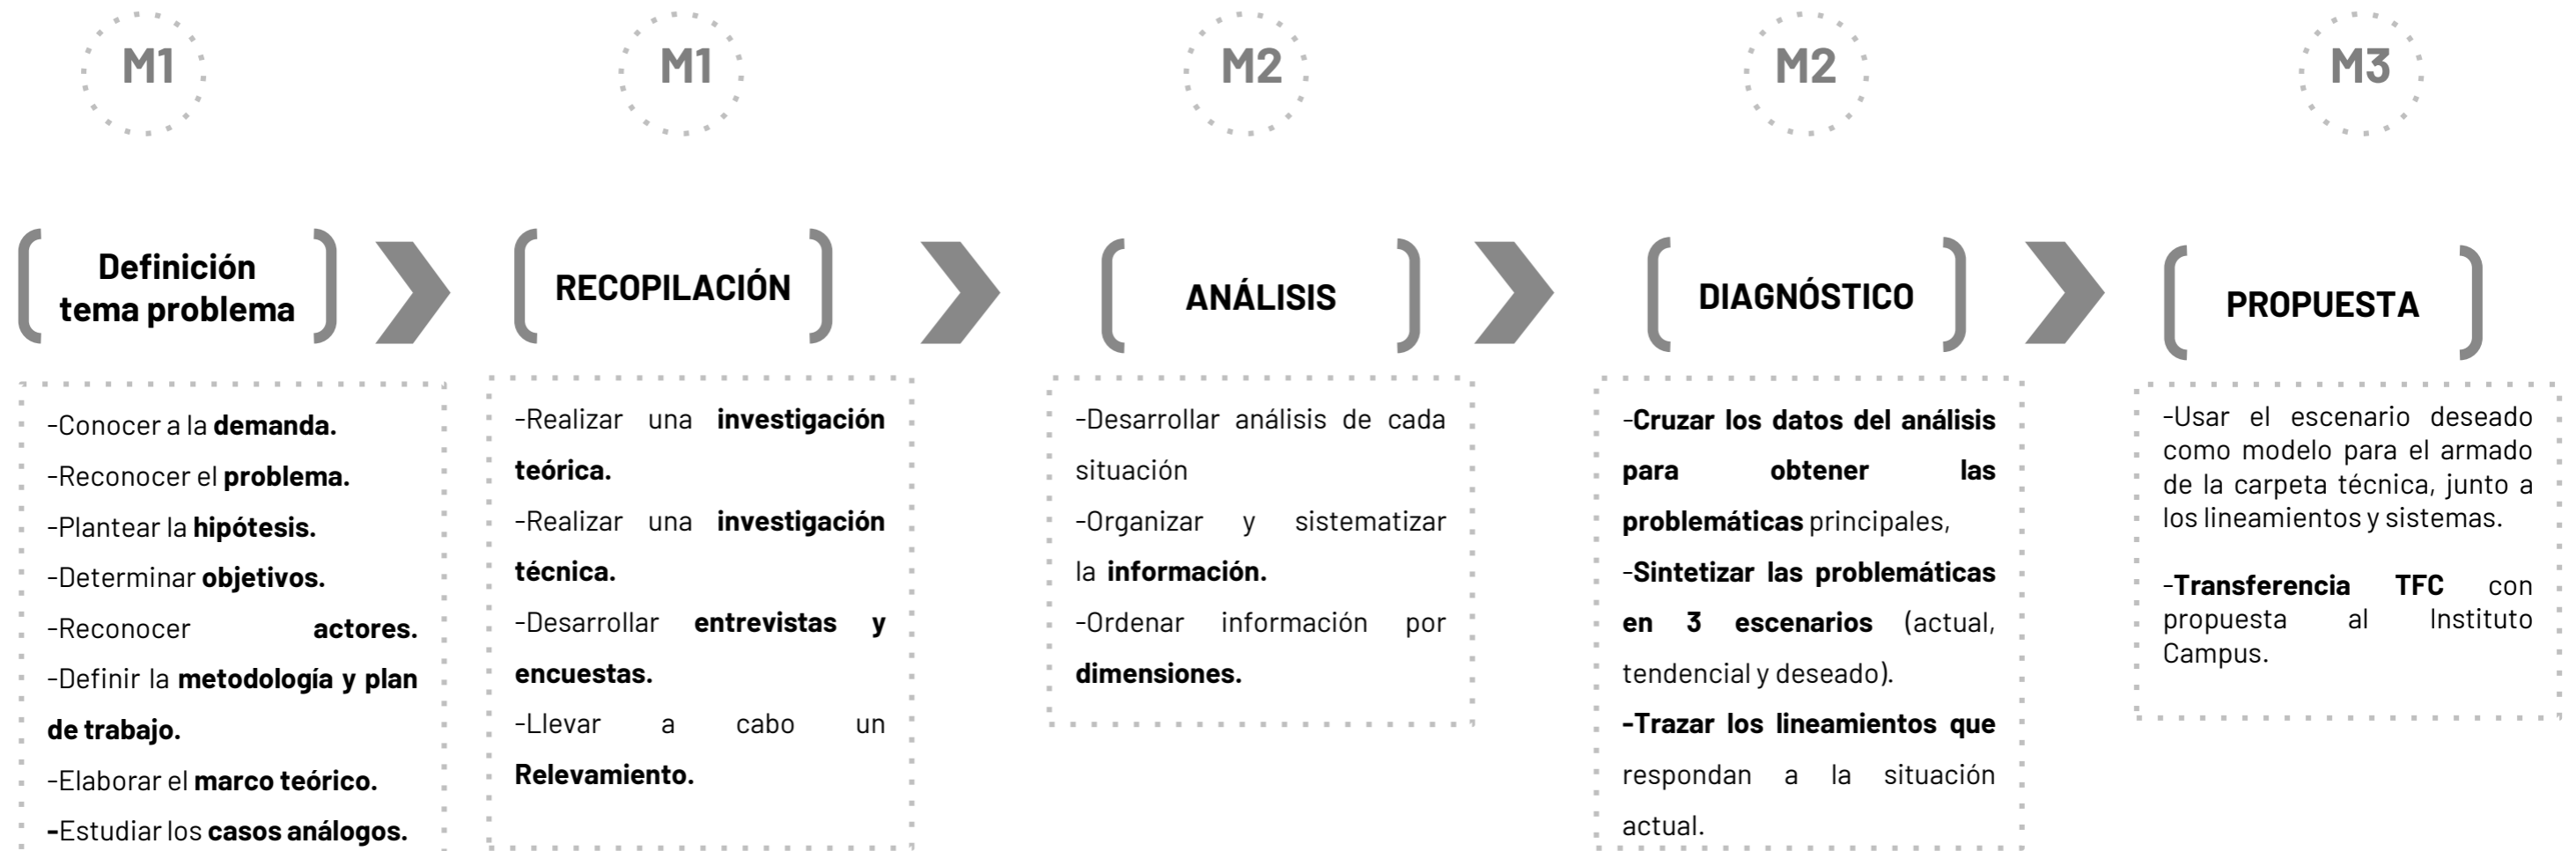 M1
M1
M2
M2
M3
Definición
tema problema
RECOPILACIÓN
ANÁLISIS
DIAGNÓSTICO
PROPUESTA
-Conocer a la demanda.
-Reconocer el problema.
-Plantear la hipótesis.
-Determinar objetivos.
-Reconocer actores.
-Definir la metodología y plan
de trabajo.
-Elaborar el marco teórico.
-Estudiar los casos análogos.
-Realizar una investigación
teórica.
-Realizar una investigación
técnica.
-Desarrollar entrevistas y
encuestas.
-Llevar a cabo un
Relevamiento.
-Desarrollar análisis de cada
situación
-Organizar y sistematizar
la información.
-Ordenar información por
dimensiones.
-Cruzar los datos del análisis
para obtener las
problemáticas principales,
-Sintetizar las problemáticas
en 3 escenarios (actual,
tendencial y deseado).
-Trazar los lineamientos que
respondan a la situación
actual.
-Usar el escenario deseado
como modelo para el armado
de la carpeta técnica, junto a
los lineamientos y sistemas.
-Transferencia TFC con
propuesta al Instituto
Campus.